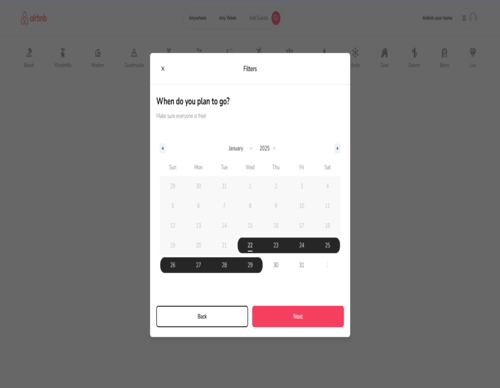 airbnb
Anywhere Any Week Add Guests
Airbnb your home
Beach Windmills Modern Countryside
Desert Barns Lux
X Filters
When do you plan to go?
Make sure everyone is free!
January 2025
Sun Mon Tue Wed Thu Fri Sat
29 30 31 1 2 3 4
5 6 7 8 9 10 11
12 13 14 15 16 17 18
19 20 21 22 23 24 25
26 27 28 29 30 31 1
Back Next